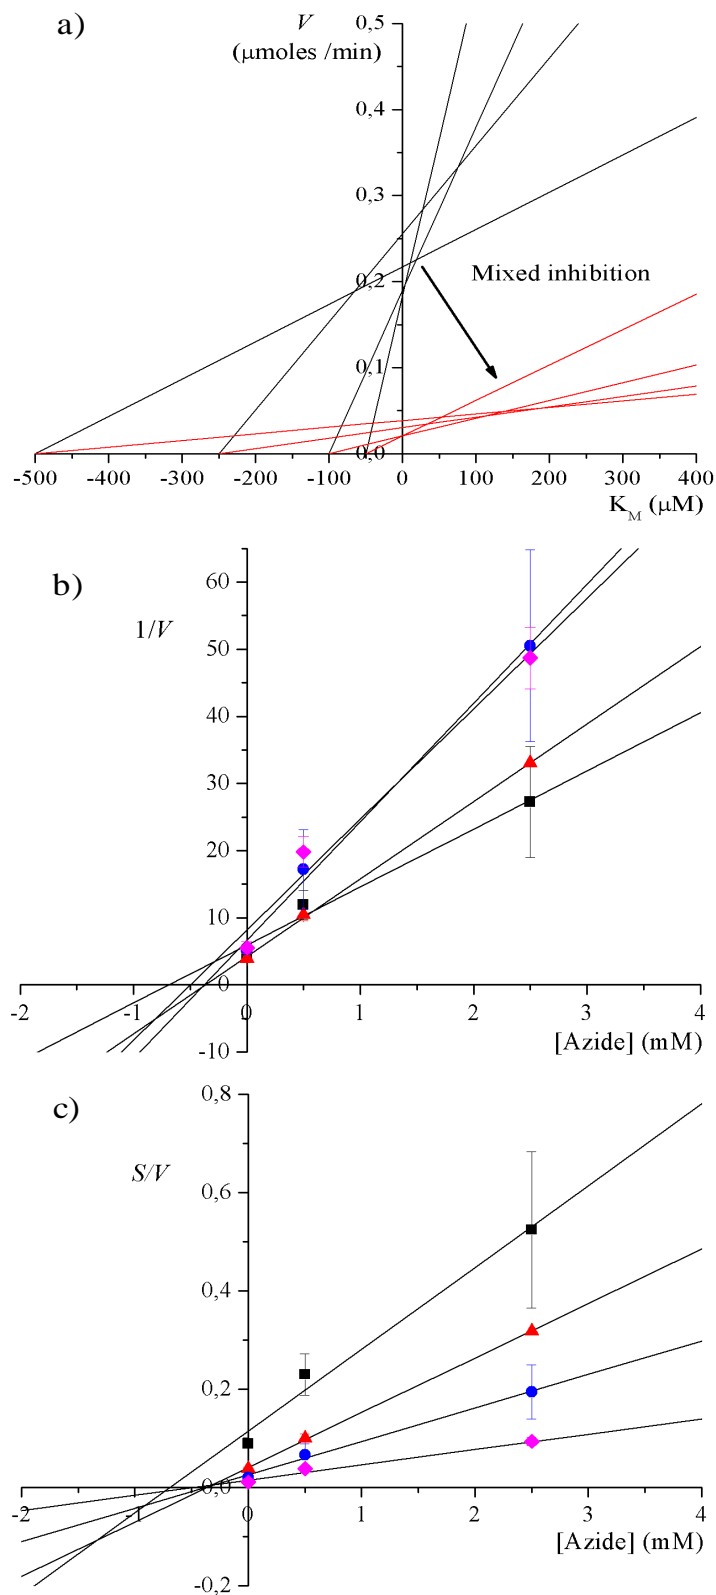 a)
V
(μmoles /min)
0,5
0,4
0,3
0,2
0,1
0,0
Mixed inhibition
-500 -400 -300 -200 -100 0 100 200 300 400
K_M (μM)
b)
1/V
60
50
40
30
20
10
0
-10
-2 -1 0 1 2 3 4
[Azide] (mM)
c)
S/V
0,8
0,6
0,4
0,2
0,0
-0,2
-2 -1 0 1 2 3 4
[Azide] (mM)